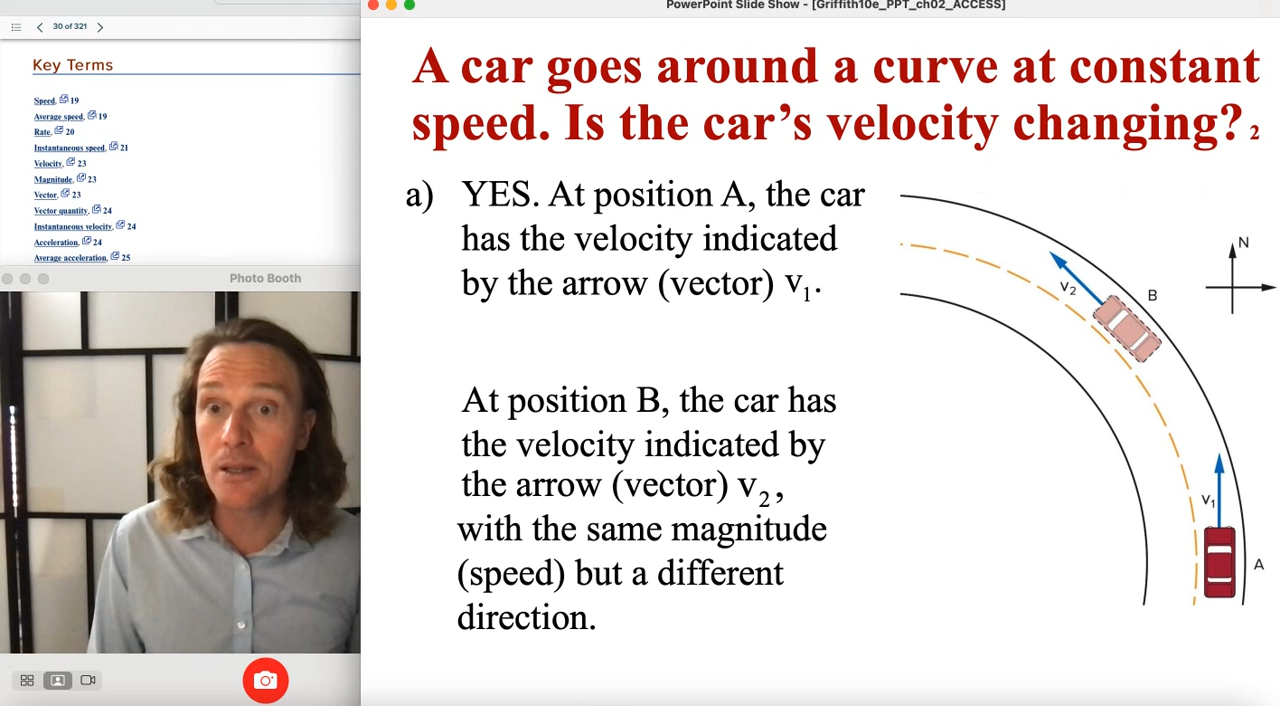 30 of 321
Key Terms
Speed, 19
Average speed, 19
Rate, 20
Instantaneous speed, 21
Velocity, 23
Magnitude, 23
Vector, 23
Vector quantity, 24
Instantaneous velocity, 24
Acceleration, 24
Average acceleration, 25
Photo Booth
PowerPoint Slide Show - [Griffith10e_PPT_ch02_ACCESS]
A car goes around a curve at constant
speed. Is the car’s velocity changing? 2
a) YES. At position A, the car
has the velocity indicated
by the arrow (vector) v₁.
At position B, the car has
the velocity indicated by
the arrow (vector) v₂,
with the same magnitude
(speed) but a different
direction.
N
B
v₂
v₁
A